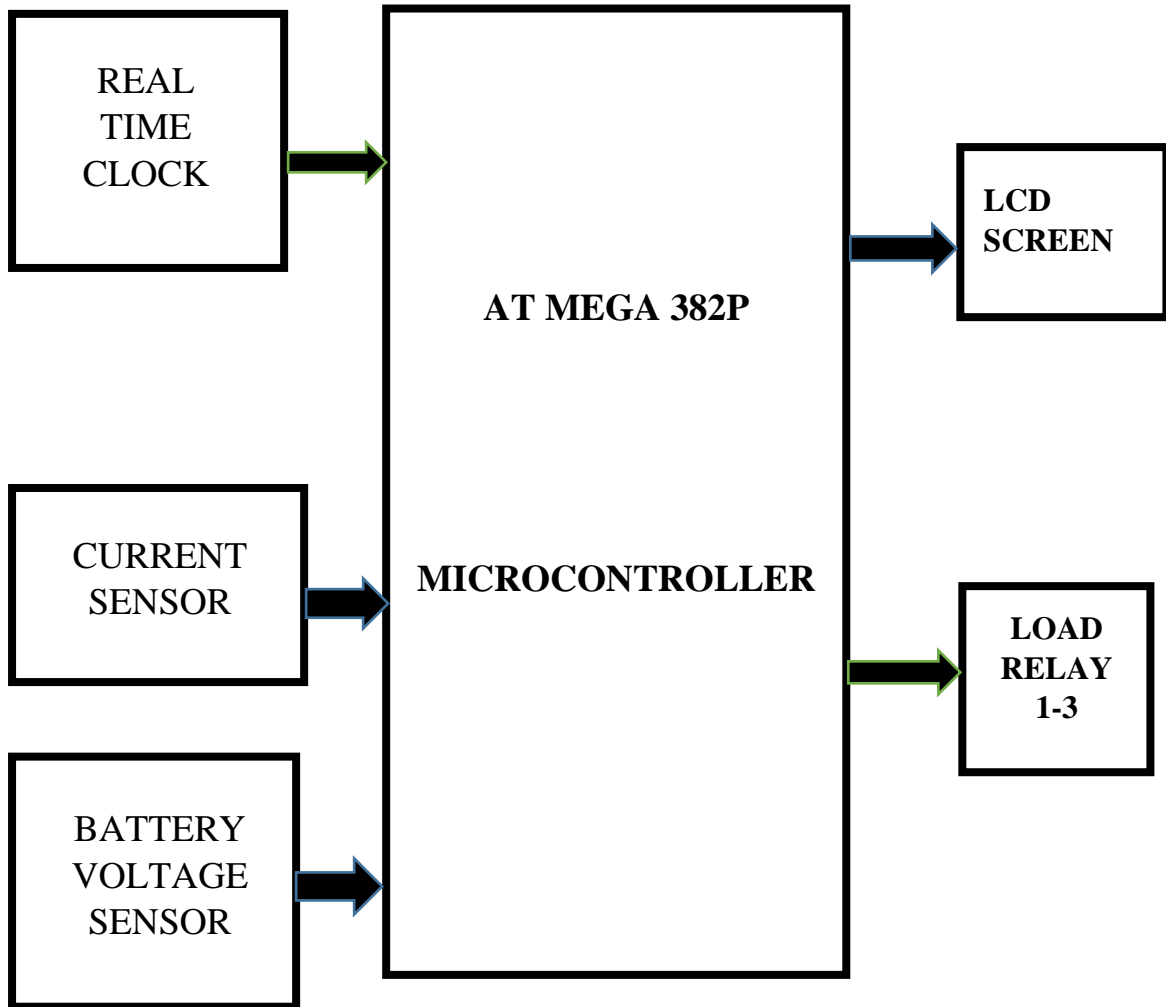 REAL
TIME
CLOCK
CURRENT
SENSOR
BATTERY
VOLTAGE
SENSOR
AT MEGA 382P
MICROCONTROLLER
LCD
SCREEN
LOAD
RELAY
1-3